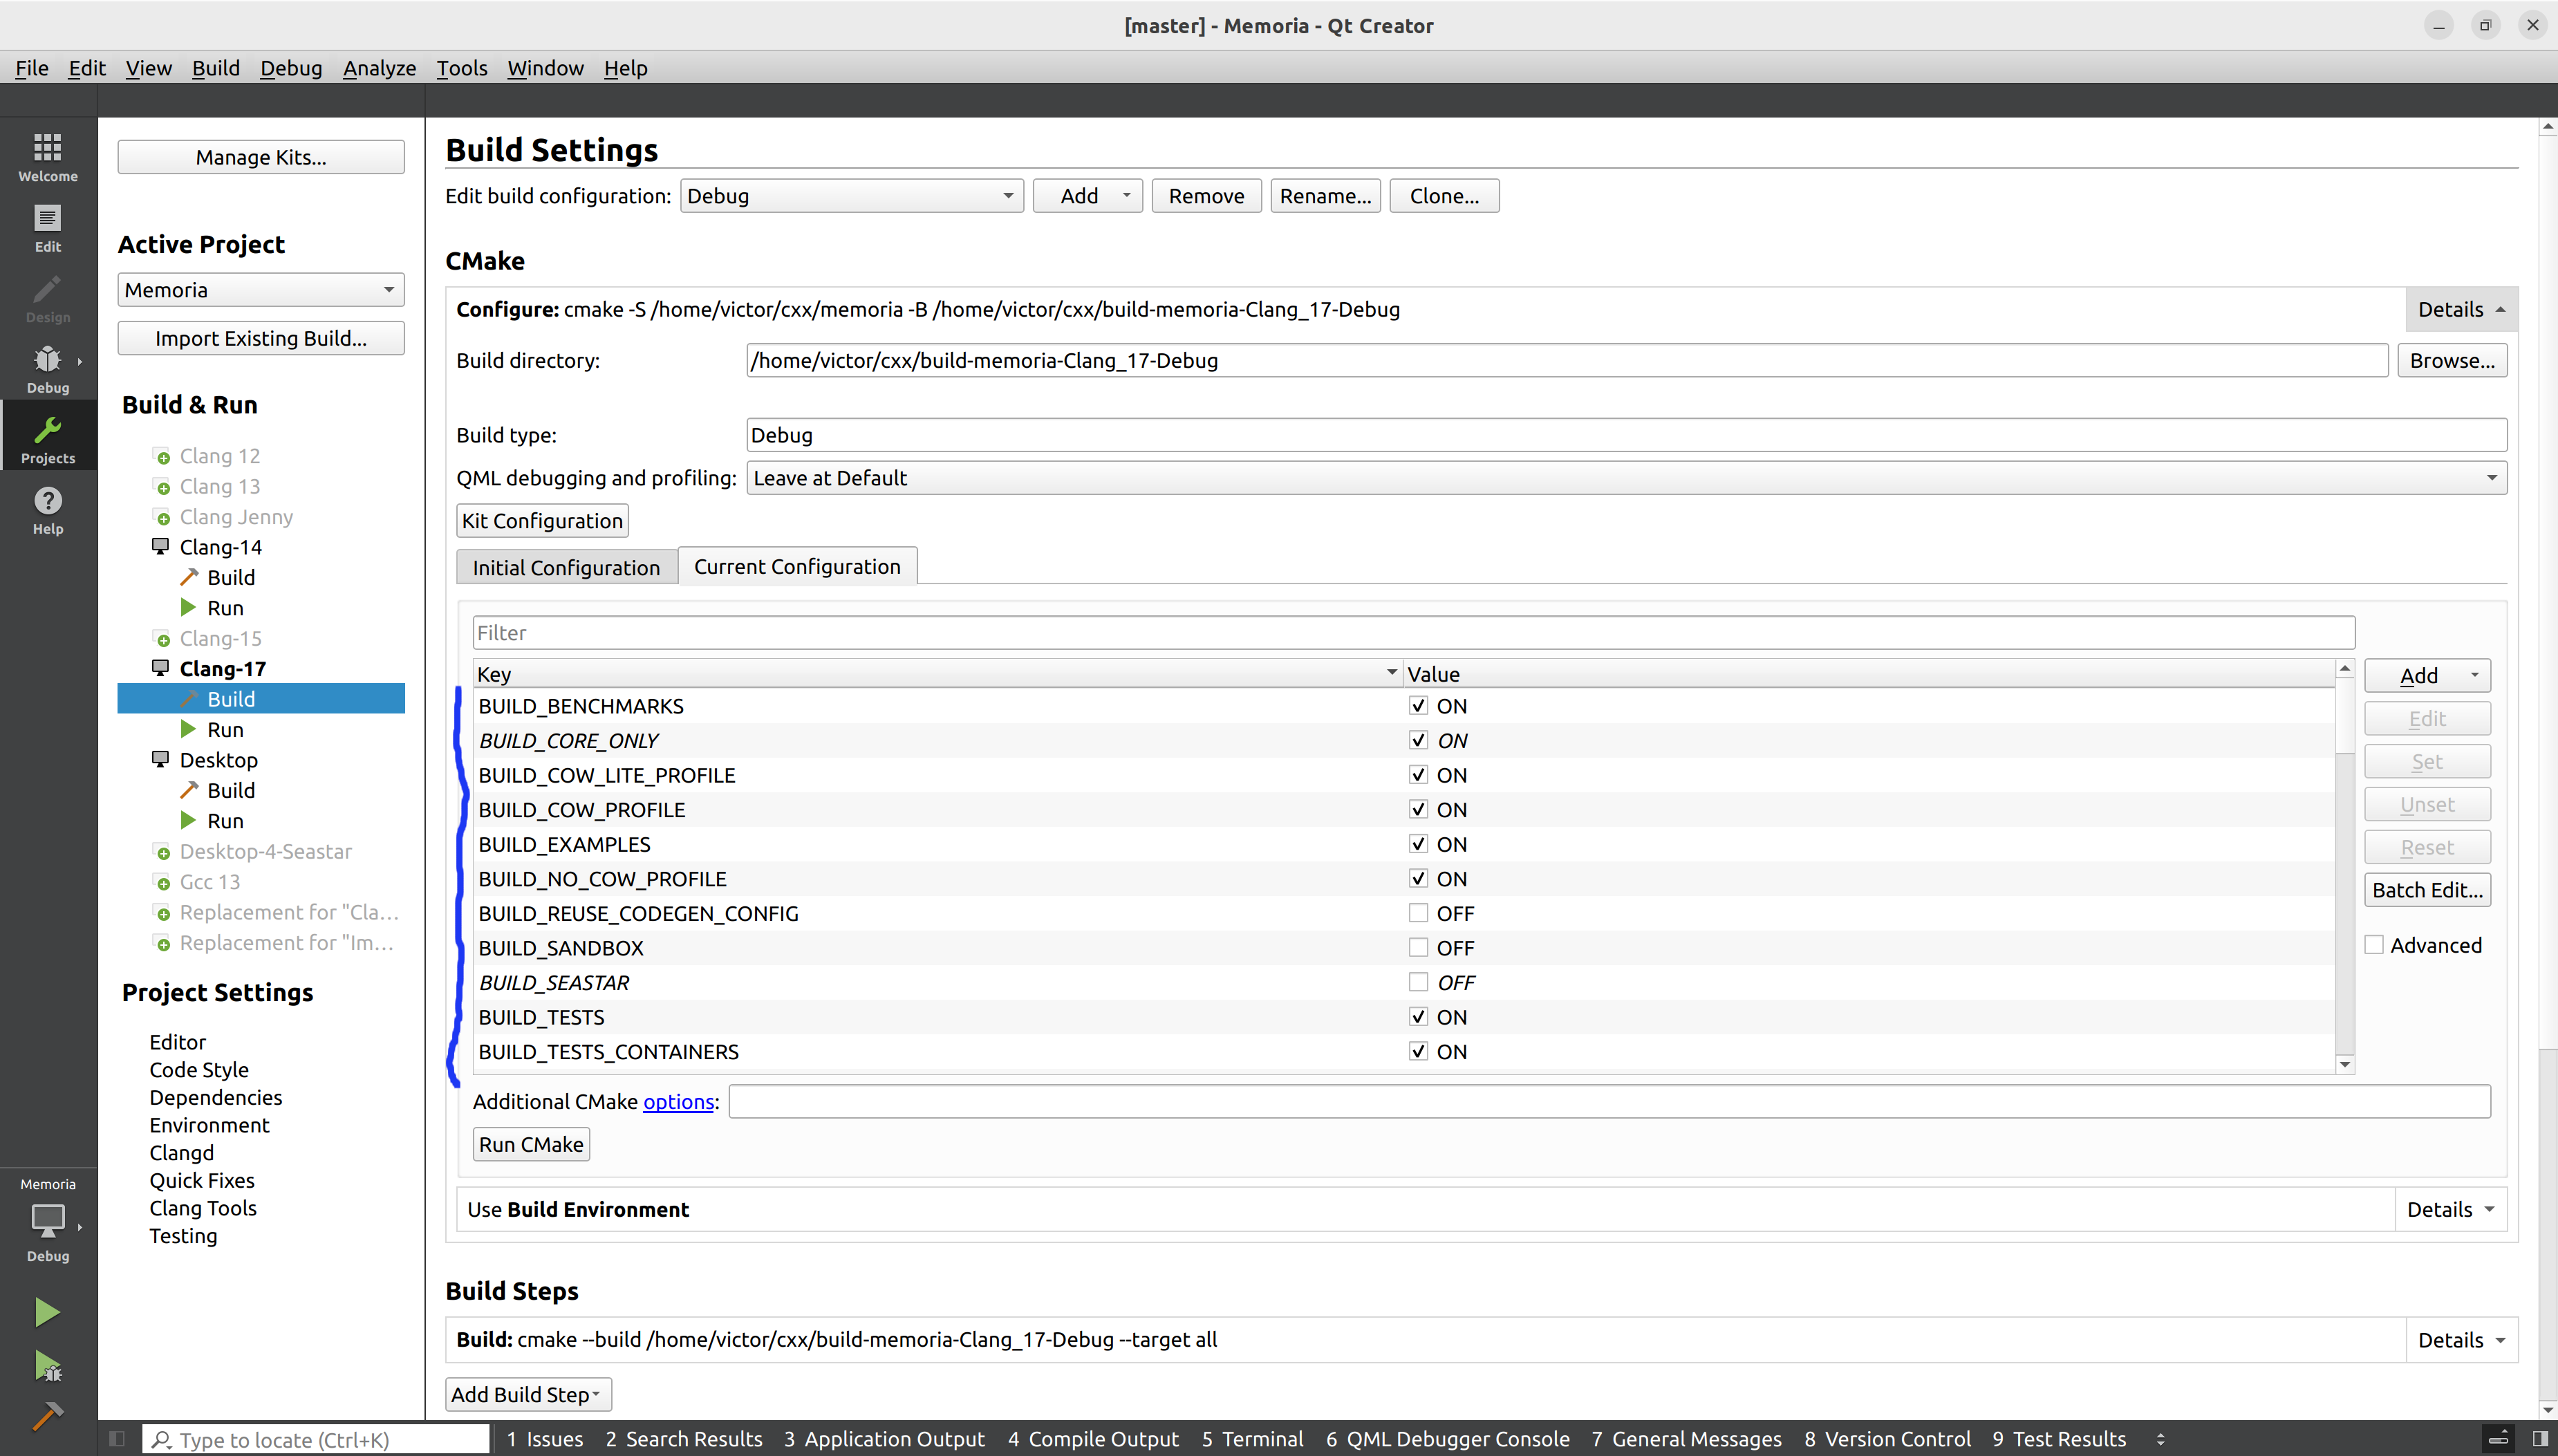 [master] - Memoria - Qt Creator
File Edit View Build Debug Analyze Tools Window Help
Welcome
Edit
Design
Debug
Projects
Help
Memoria
Debug
Manage Kits...
Active Project
Memoria
Import Existing Build...
Build & Run
Clang 12
Clang 13
Clang Jenny
Clang-14
Build
Run
Clang-15
Clang-17
Build
Run
Desktop
Build
Run
Desktop-4-Seastar
Gcc 13
Replacement for "Cla...
Replacement for "Im...
Project Settings
Editor
Code Style
Dependencies
Environment
Clangd
Quick Fixes
Clang Tools
Testing
Build Settings
Edit build configuration: Debug Add Remove Rename... Clone...
CMake
Configure: cmake -S /home/victor/cxx/memoria -B /home/victor/cxx/build-memoria-Clang_17-Debug Details
Build directory: /home/victor/cxx/build-memoria-Clang_17-Debug Browse...
Build type: Debug
QML debugging and profiling: Leave at Default
Kit Configuration
Initial Configuration Current Configuration
Filter
Key Value
BUILD_BENCHMARKS ON
BUILD_CORE_ONLY ON
BUILD_COW_LITE_PROFILE ON
BUILD_COW_PROFILE ON
BUILD_EXAMPLES ON
BUILD_NO_COW_PROFILE ON
BUILD_REUSE_CODEGEN_CONFIG OFF
BUILD_SANDBOX OFF
BUILD_SEASTAR OFF
BUILD_TESTS ON
BUILD_TESTS_CONTAINERS ON
Add
Edit
Set
Unset
Reset
Batch Edit...
Advanced
Additional CMake options:
Run CMake
Use Build Environment Details
Build Steps
Build: cmake --build /home/victor/cxx/build-memoria-Clang_17-Debug --target all Details
Add Build Step
Type to locate (Ctrl+K) 1 Issues 2 Search Results 3 Application Output 4 Compile Output 5 Terminal 6 QML Debugger Console 7 General Messages 8 Version Control 9 Test Results